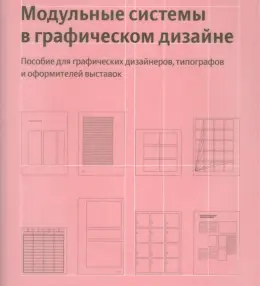 Модульные системы
в графическом дизайне
Пособие для графических дизайнеров, типографов
и оформителей выставок